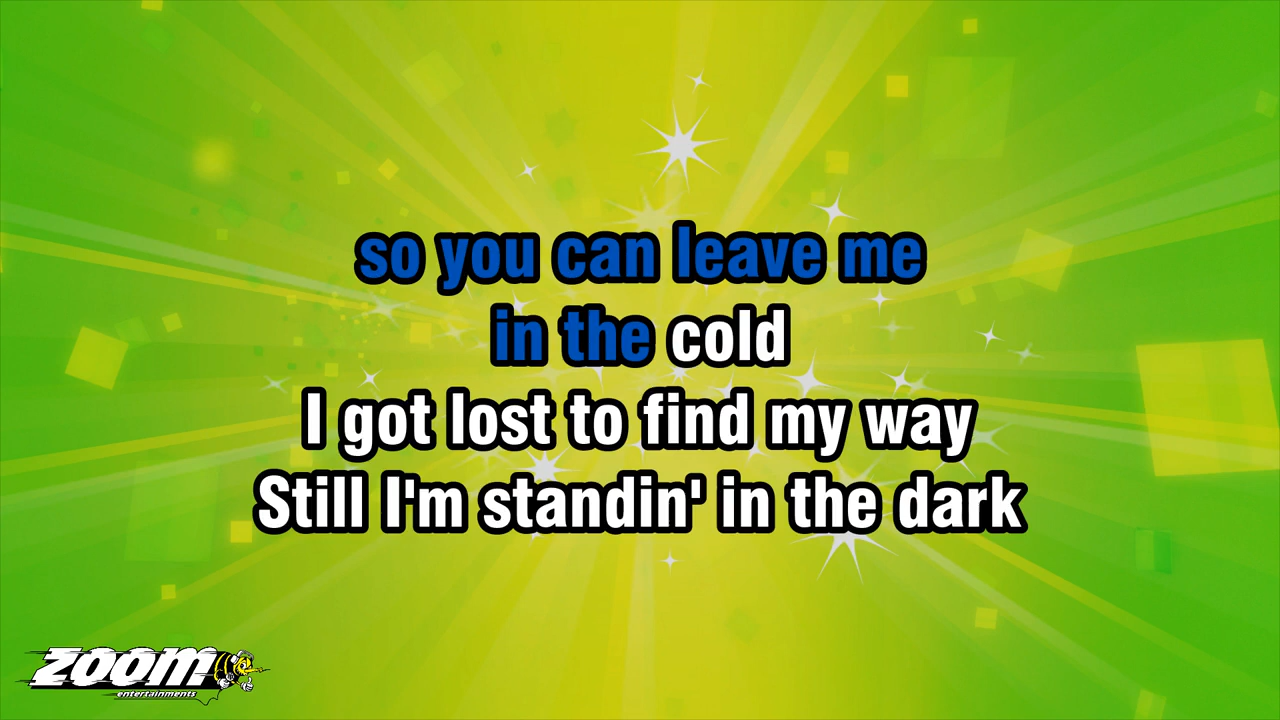 so you can leave me
in the cold
I got lost to find my way
Still I'm standin' in the dark
ZOOM
entertainments